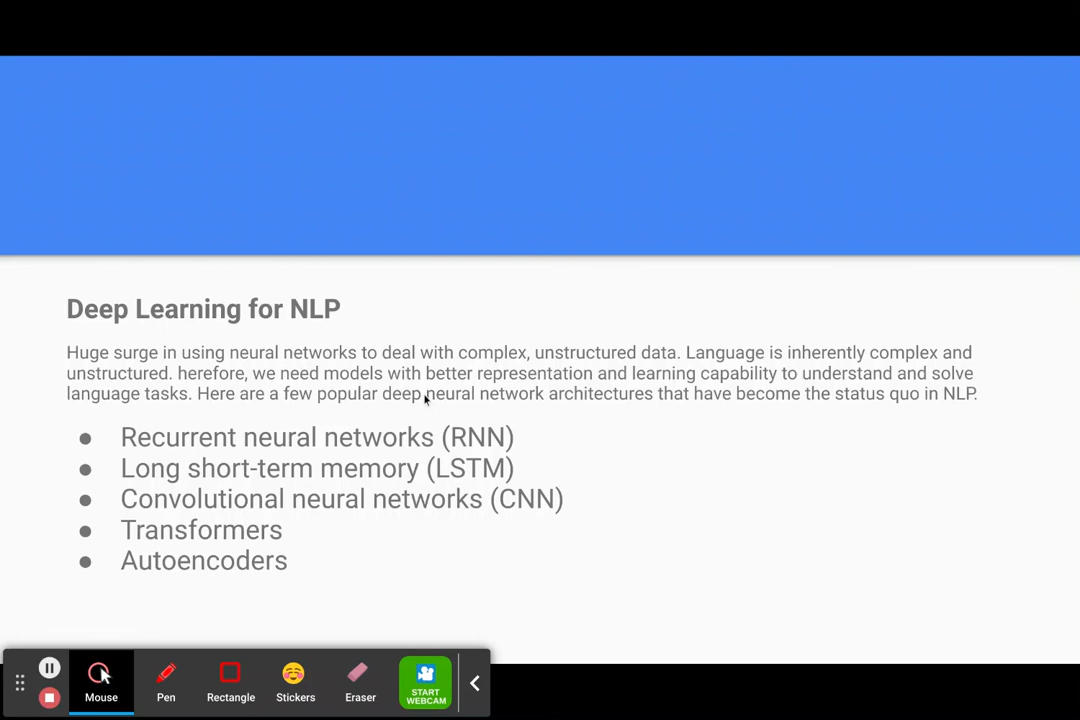 Deep Learning for NLP
Huge surge in using neural networks to deal with complex, unstructured data. Language is inherently complex and
unstructured. herefore, we need models with better representation and learning capability to understand and solve
language tasks. Here are a few popular deep neural network architectures that have become the status quo in NLP.
● Recurrent neural networks (RNN)
● Long short-term memory (LSTM)
● Convolutional neural networks (CNN)
● Transformers
● Autoencoders
Mouse Pen Rectangle Stickers Eraser START WEBCAM